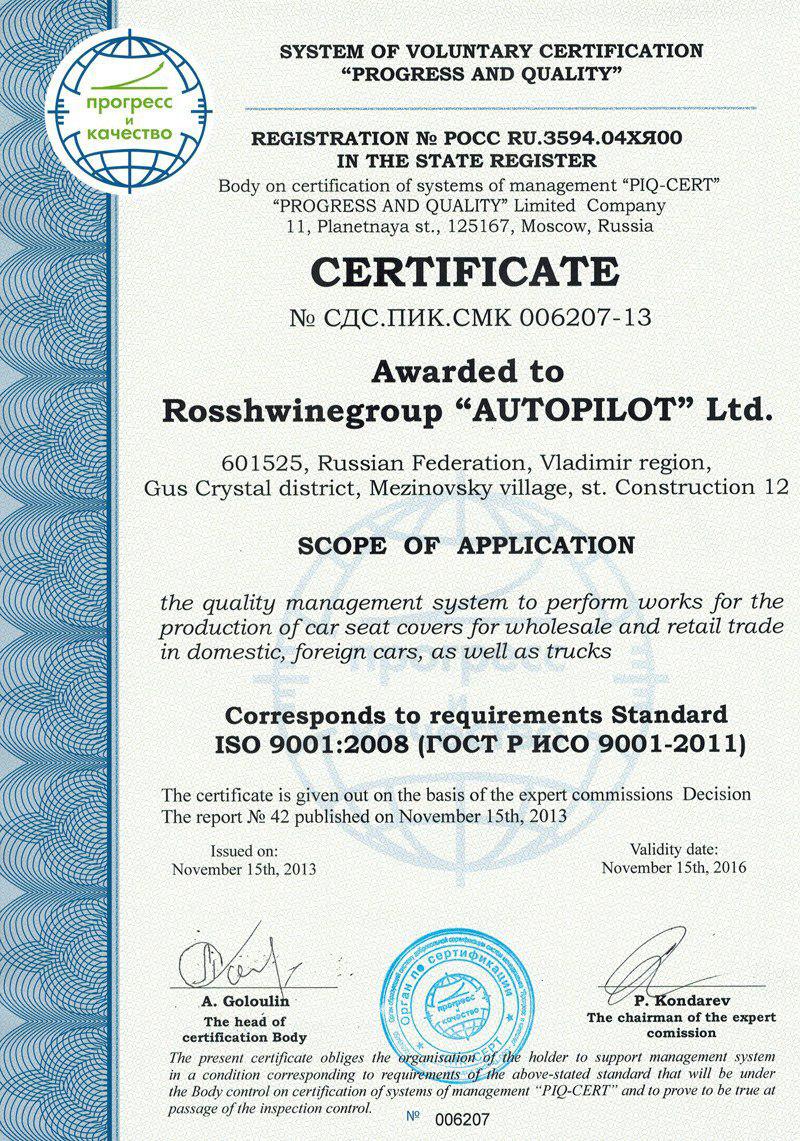 SYSTEM OF VOLUNTARY CERTIFICATION
“PROGRESS AND QUALITY”
прогресс
и
качество
REGISTRATION № РОСС RU.3594.04ХЯ00
IN THE STATE REGISTER
Body on certification of systems of management “PIQ-CERT”
“PROGRESS AND QUALITY” Limited Company
11, Planetnaya st., 125167, Moscow, Russia
CERTIFICATE
№ СДС.ПИК.СМК 006207-13
Awarded to
Rosshwinegroup “AUTOPILOT” Ltd.
601525, Russian Federation, Vladimir region,
Gus Crystal district, Mezinovsky village, st. Construction 12
SCOPE OF APPLICATION
the quality management system to perform works for the
production of car seat covers for wholesale and retail trade
in domestic, foreign cars, as well as trucks
прогресс
Corresponds to requirements Standard
ISO 9001:2008 (ГОСТ Р ИСО 9001-2011)
The certificate is given out on the basis of the expert commissions Decision
The report № 42 published on November 15th, 2013
Issued on:
November 15th, 2013
Validity date:
November 15th, 2016
Орган по сертификации
прогресс
и
качество
A. Goloulin
The head of
certification Body
P. Kondarev
The chairman of the expert
comission
The present certificate obliges the organisation of the holder to support management system
in a condition corresponding to requirements of the above-stated standard that will be under
the Body control on certification of systems of management “PIQ-CERT” and to prove to be true at
passage of the inspection control.
№ 006207